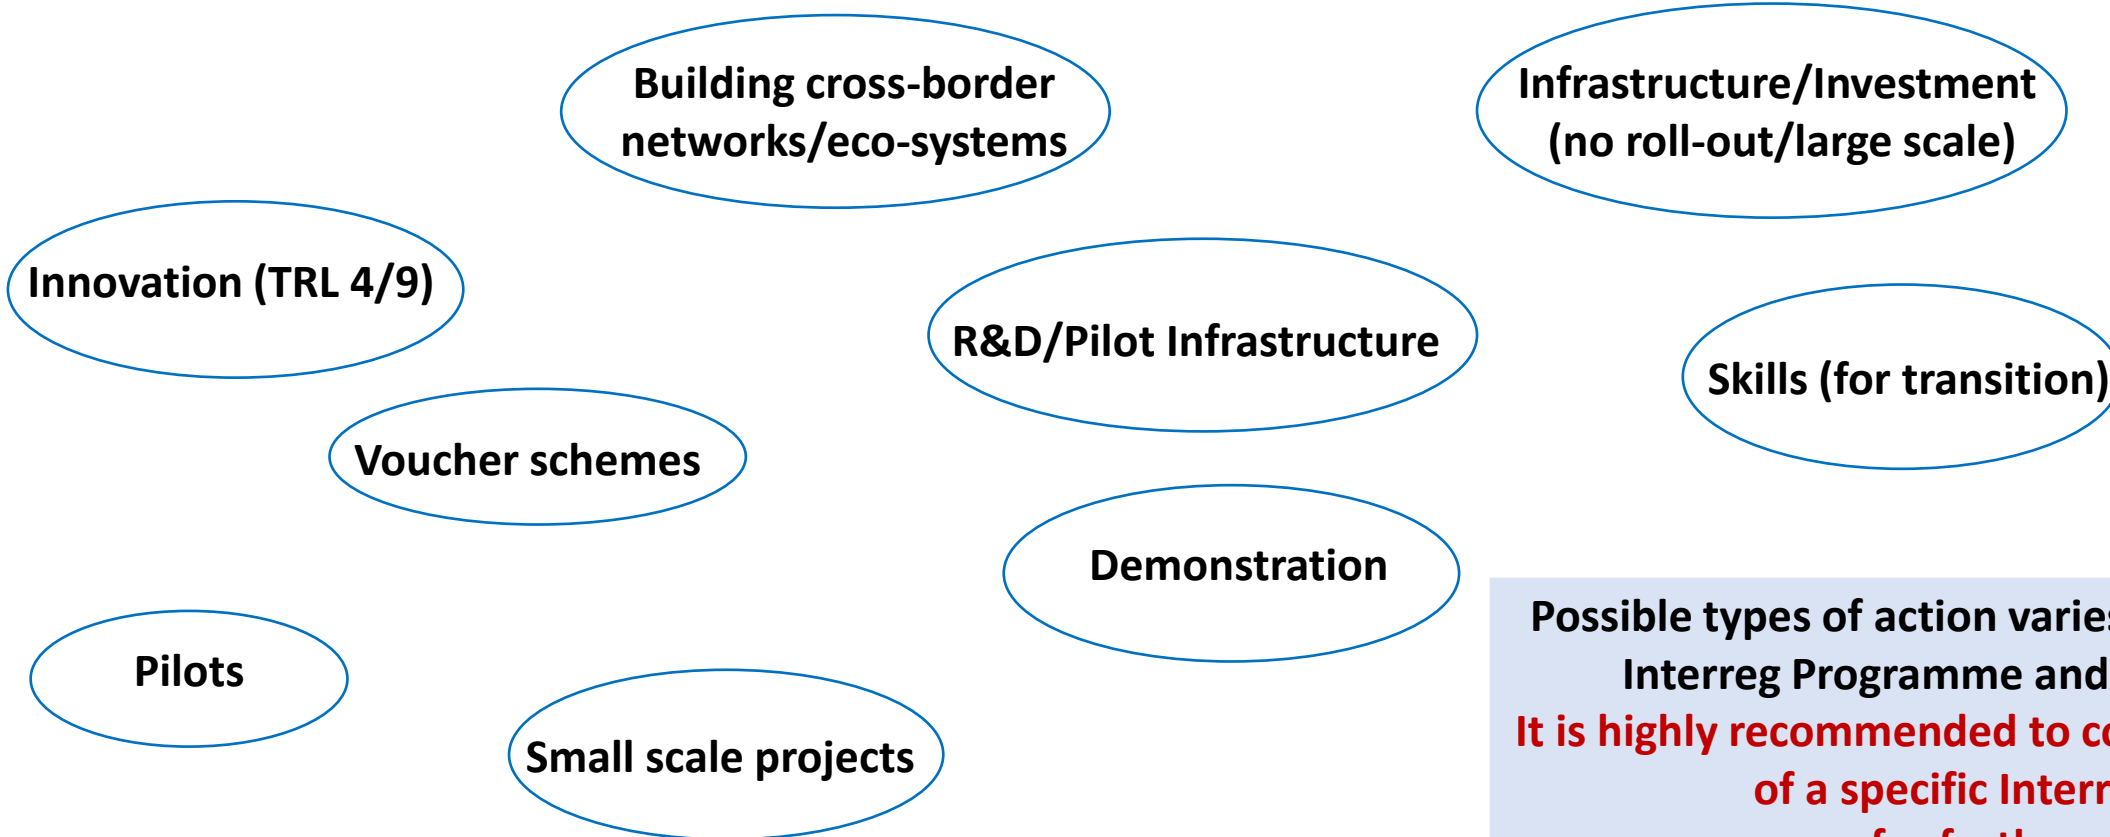 Building cross-border
networks/eco-systems
Infrastructure/Investment
(no roll-out/large scale)
Innovation (TRL 4/9)
R&D/Pilot Infrastructure
Skills (for transition)
Voucher schemes
Demonstration
Pilots
Small scale projects
Possible types of action varies
Interreg Programme and
It is highly recommended to
of a specific